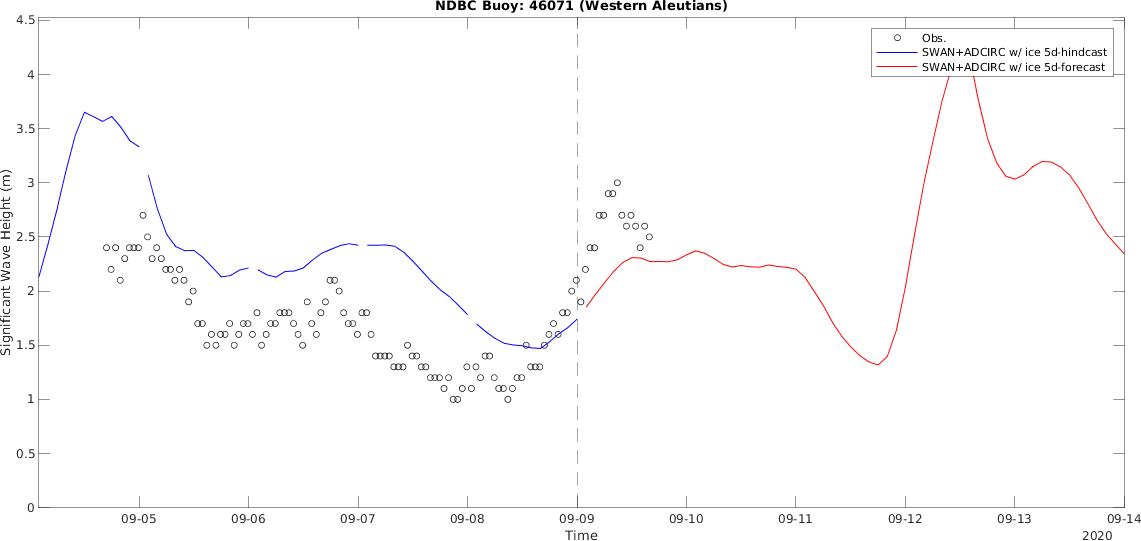 NDBC Buoy: 46071 (Western Aleutians)
Obs.
SWAN+ADCIRC w/ ice 5d-hindcast
SWAN+ADCIRC w/ ice 5d-forecast
Significant Wave Height (m)
4.5
4
3.5
3
2.5
2
1.5
1
0.5
0
09-05 09-06 09-07 09-08 09-09 09-10 09-11 09-12 09-13 09-14
Time
2020